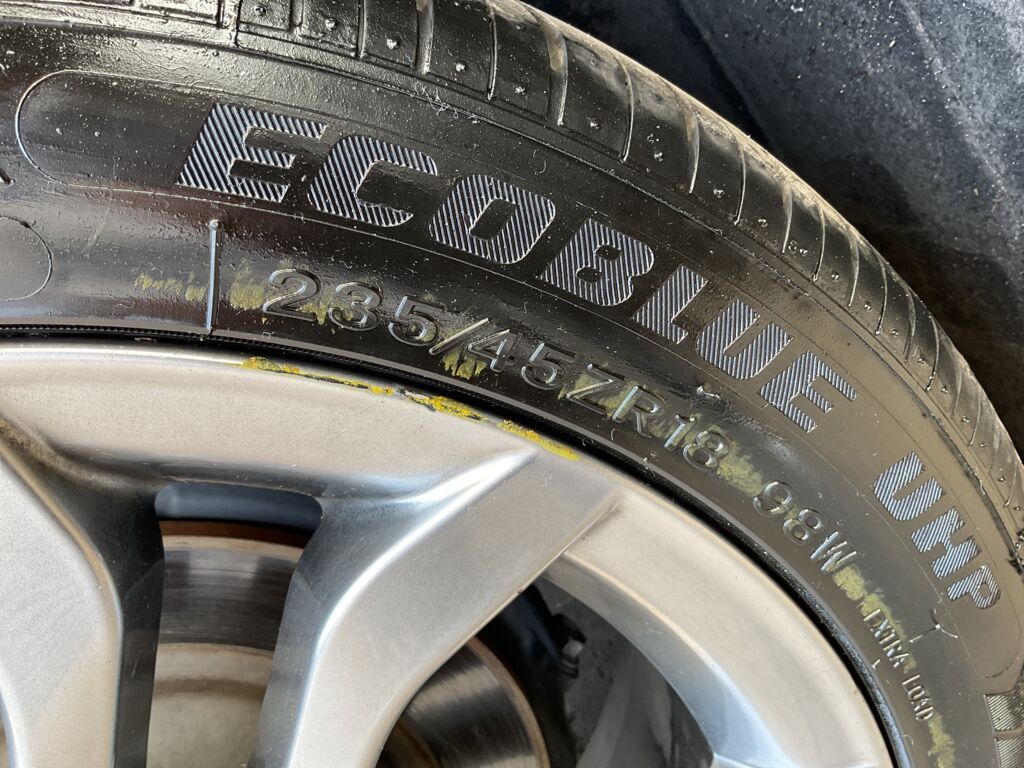 ECOBLUE UHP
235/45ZR18 98W
EXTRA LOAD